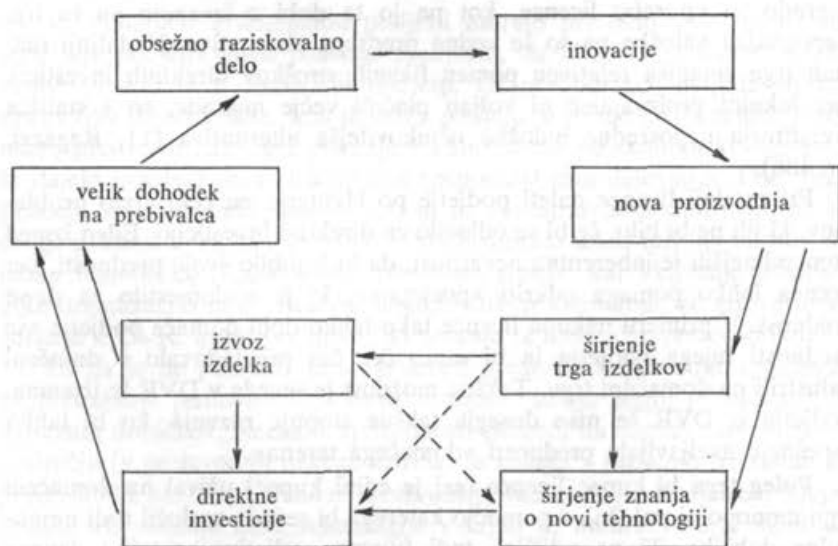 obsežno raziskovalno
delo
inovacije
velik dohodek
na prebivalca
nova proizvodnja
izvoz
izdelka
širjenje
trga izdelkov
direktne
investicije
širjenje znanja
o novi tehnologiji